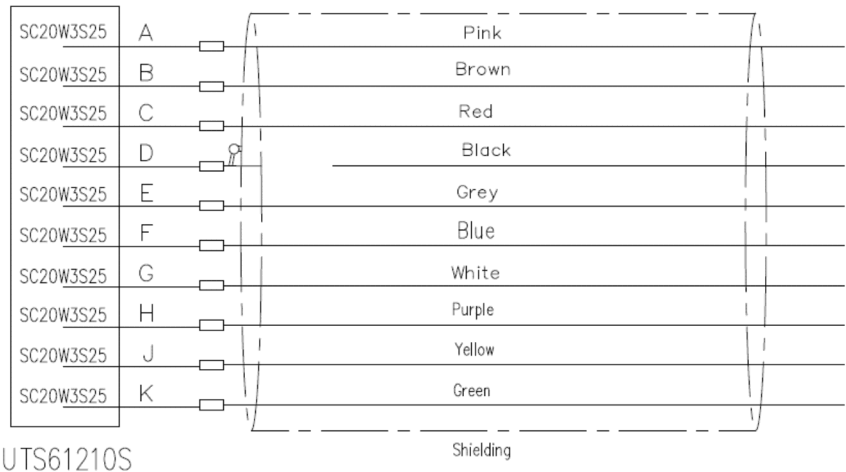 SC20W3S25 A Pink
SC20W3S25 B Brown
SC20W3S25 C Red
SC20W3S25 D Black
SC20W3S25 E Grey
SC20W3S25 F Blue
SC20W3S25 G White
SC20W3S25 H Purple
SC20W3S25 J Yellow
SC20W3S25 K Green
Shielding
UTS61210S